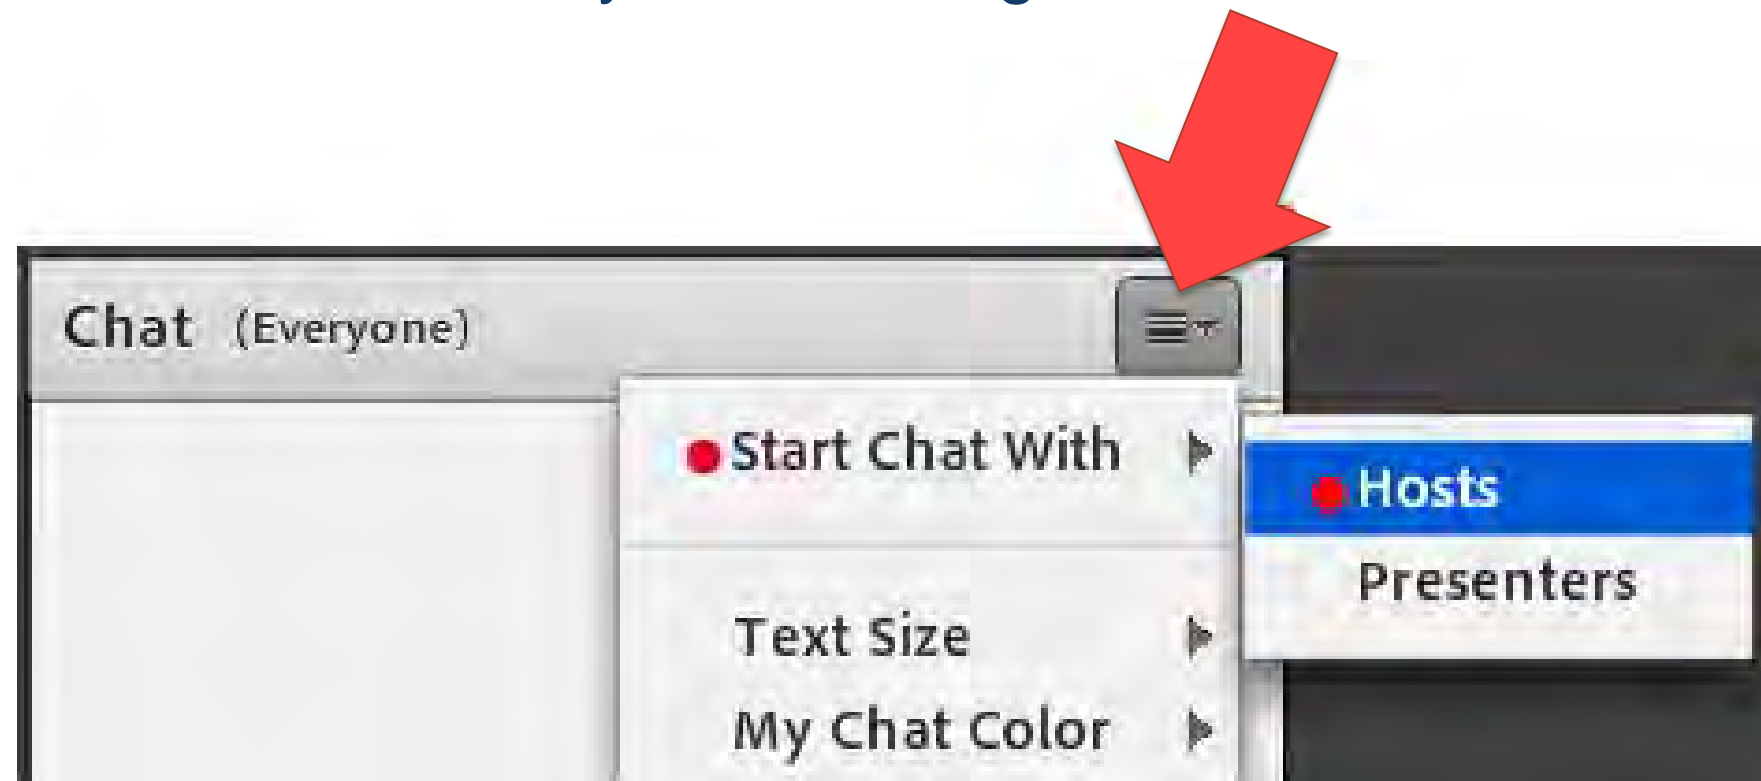 Chat (Everyone)
Start Chat With
Hosts
Presenters
Text Size
My Chat Color